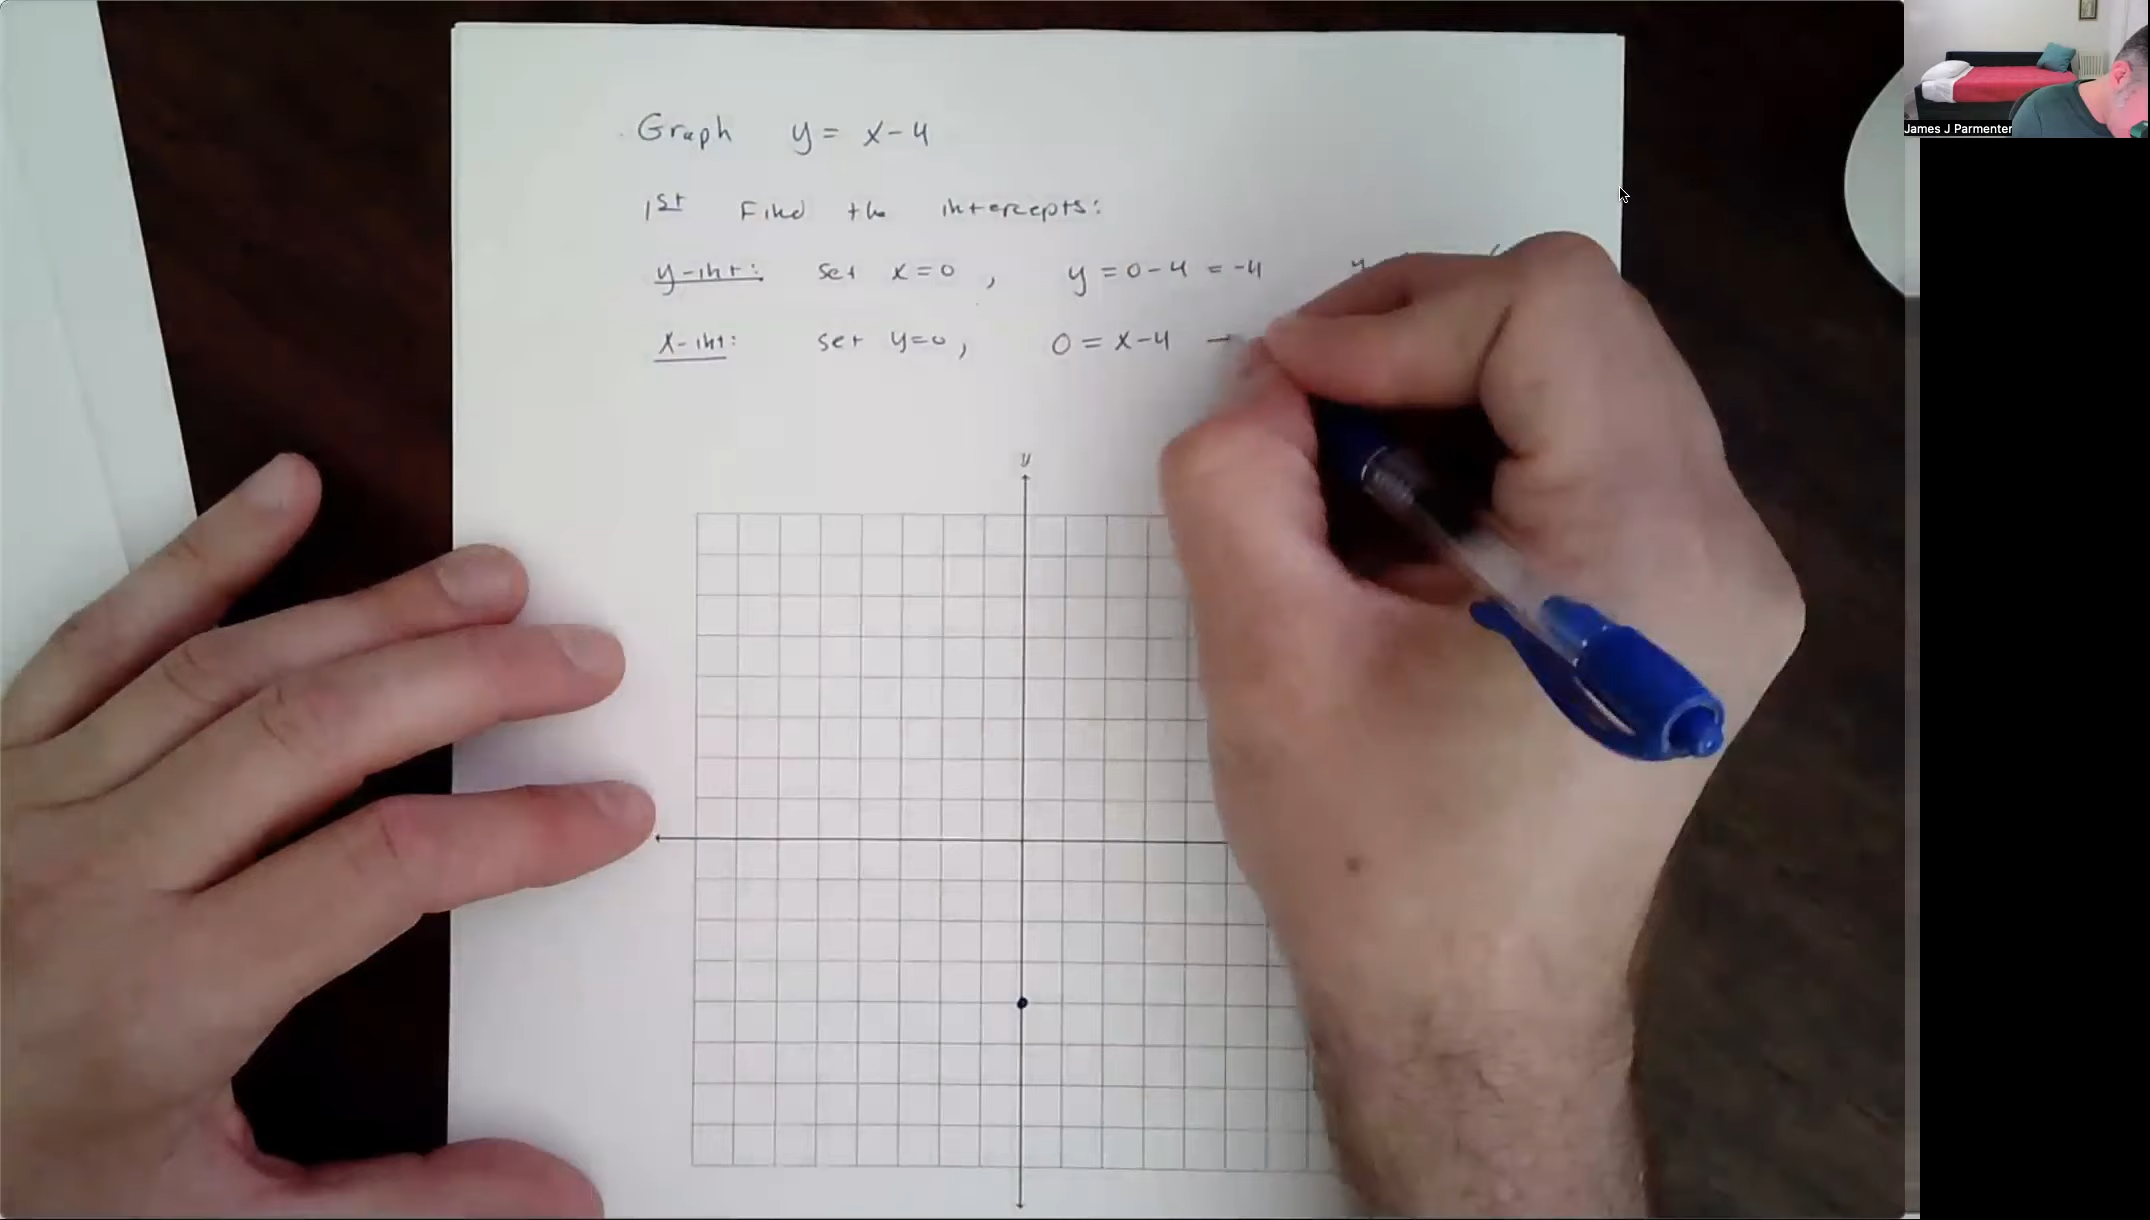 Graph y = x-4
1st Find the intercepts:
y-int: set x=0, y=0-4=-4
x-int: set y=0, 0=x-4
y
James J Parmenter